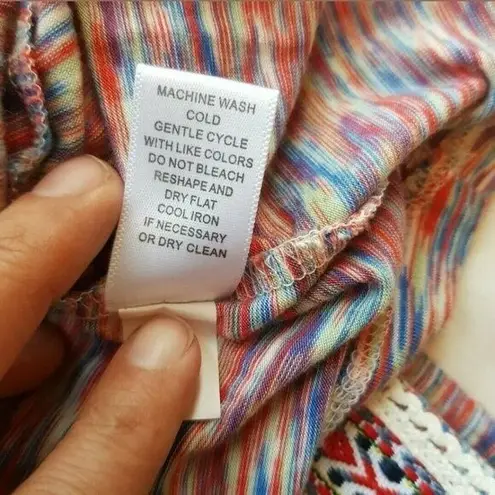 MACHINE WASH
COLD
GENTLE CYCLE
WITH LIKE COLORS
DO NOT BLEACH
RESHAPE AND
DRY FLAT
COOL IRON
IF NECESSARY
OR DRY CLEAN